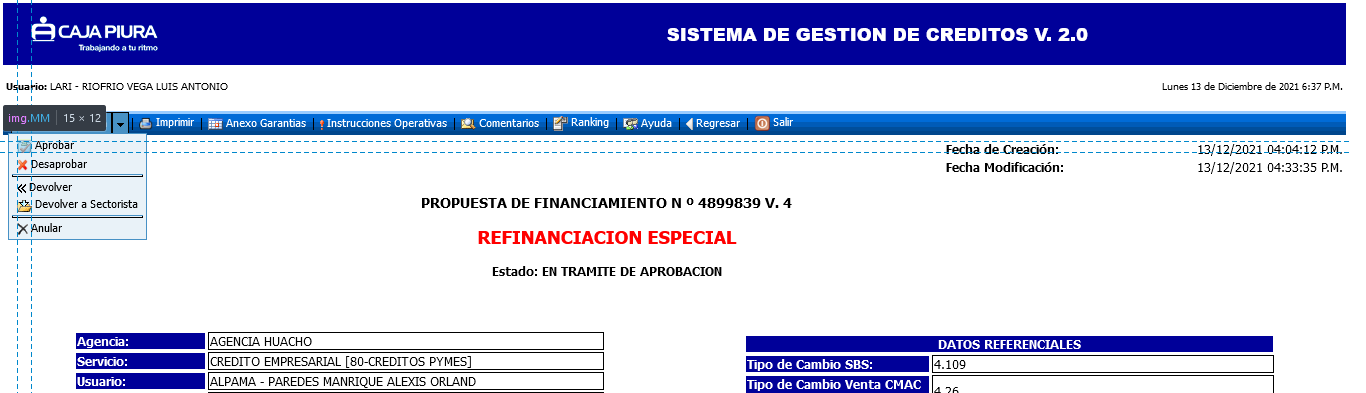 CAJA PIURA
Trabajando a tu ritmo
SISTEMA DE GESTION DE CREDITOS V. 2.0
Usuario: LARI - RIOFRIO VEGA LUIS ANTONIO
Lunes 13 de Diciembre de 2021 6:37 P.M.
img.MM 15 × 12
Imprimir Anexo Garantias Instrucciones Operativas Comentarios Ranking Ayuda Regresar Salir
Aprobar
Desaprobar
Devolver
Devolver a Sectorista
Anular
Fecha de Creación: 13/12/2021 04:04:12 P.M.
Fecha Modificación: 13/12/2021 04:33:35 P.M.
PROPUESTA DE FINANCIAMIENTO N º 4899839 V. 4
REFINANCIACION ESPECIAL
Estado: EN TRAMITE DE APROBACION
Agencia: AGENCIA HUACHO
Servicio: CREDITO EMPRESARIAL [80-CREDITOS PYMES]
Usuario: ALPAMA - PAREDES MANRIQUE ALEXIS ORLAND
DATOS REFERENCIALES
Tipo de Cambio SBS: 4.109
Tipo de Cambio Venta CMAC 4.26